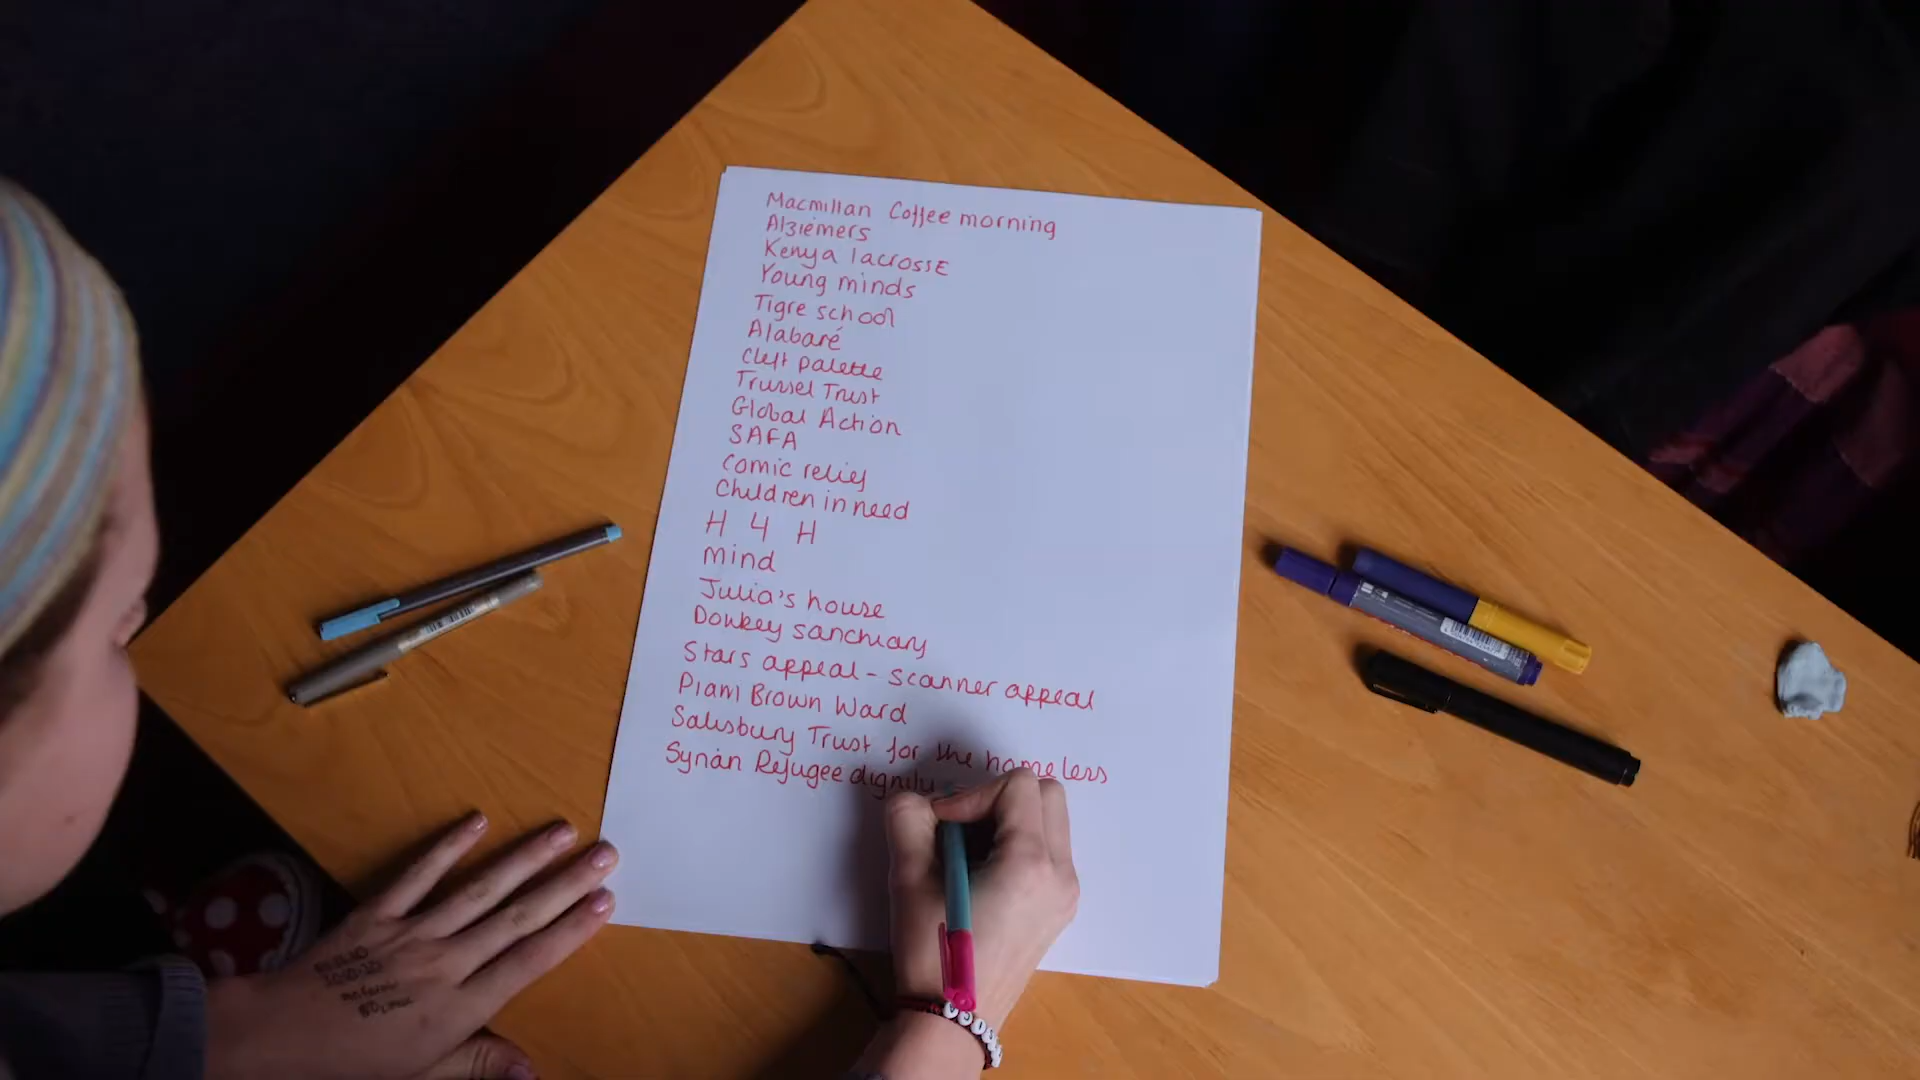 Macmillan Coffee morning
Alziemers
Kenya lacrossE
Young minds
Tigre school
Alabaré
Cleft palette
Trussel Trust
Global Action
SAFA
Comic relief
Children in need
H 4 H
mind
Julia's house
Donkey sanctuary
Stars appeal - scanner appeal
Plani Brown Ward
Salisbury Trust for the homeless
Syrian Refugee dignity